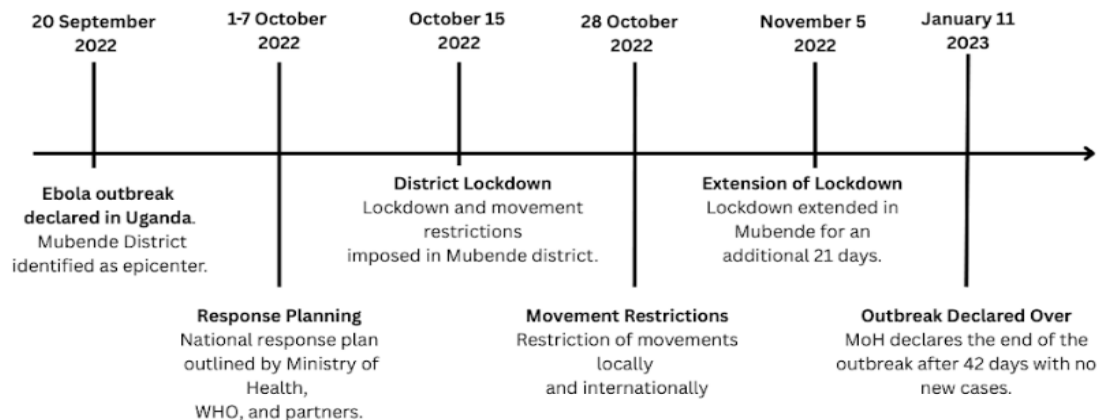 20 September
2022
1-7 October
2022
October 15
2022
28 October
2022
November 5
2022
January 11
2023
Ebola outbreak
declared in Uganda.
Mubende District
identified as epicenter.
District Lockdown
Lockdown and movement
restrictions
imposed in Mubende district.
Extension of Lockdown
Lockdown extended in
Mubende for an
additional 21 days.
Response Planning
National response plan
outlined by Ministry of
Health,
WHO, and partners.
Movement Restrictions
Restriction of movements
locally
and internationally
Outbreak Declared Over
MoH declares the end of the
outbreak after 42 days with no
new cases.